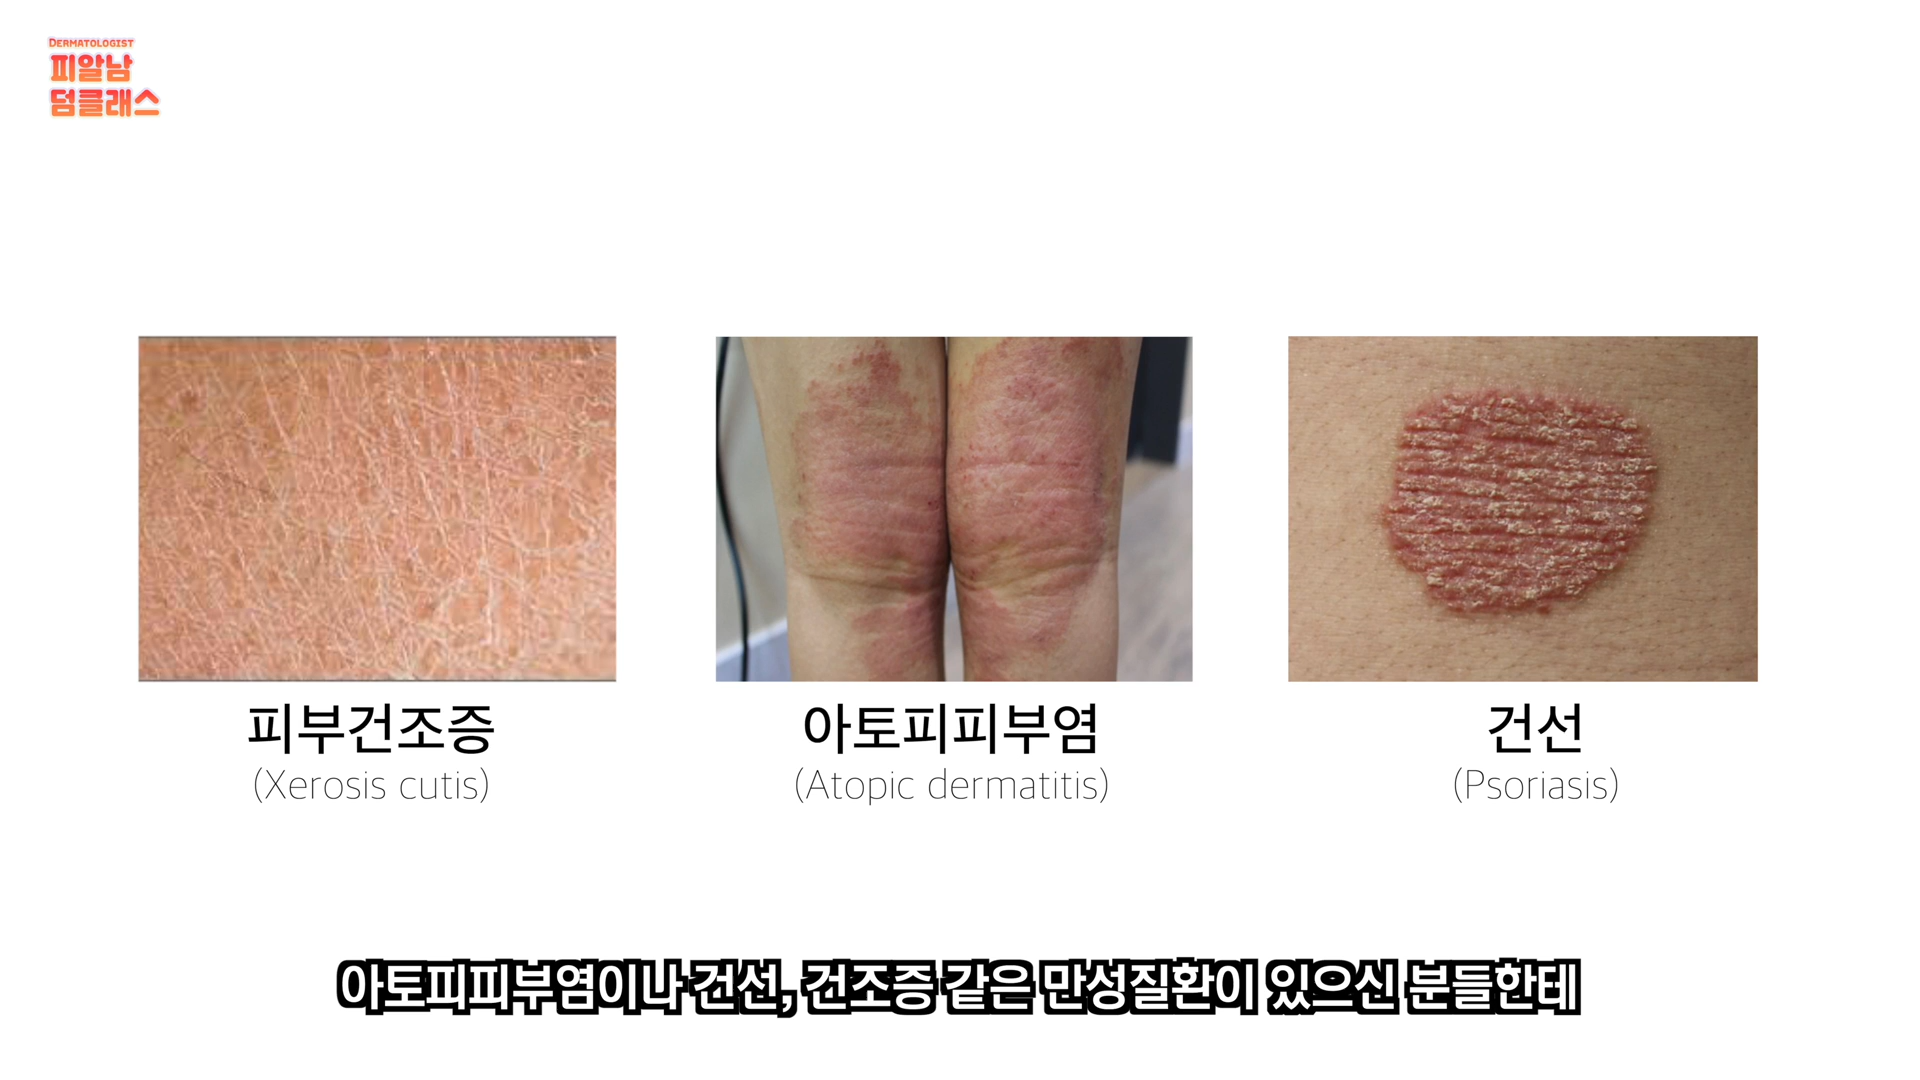 DERMATOLOGIST
피알남
덤클래스
피부건조증
(Xerosis cutis)
아토피피부염
(Atopic dermatitis)
건선
(Psoriasis)
아토피피부염이나 건선, 건조증 같은 만성질환이 있으신 분들한테